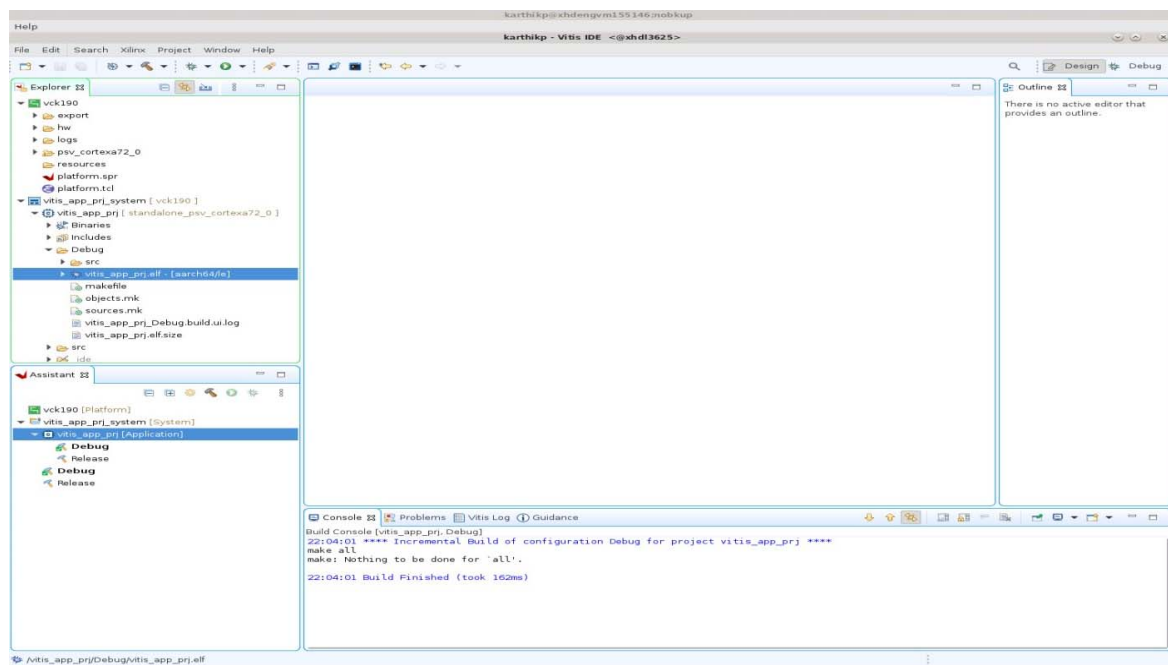 karthikp@xhdengvm155146:nobkup
Help
karthikp - Vitis IDE <@xhdl3625>
File Edit Search Xilinx Project Window Help
Design Debug
Explorer
vck190
export
hw
logs
psv_cortexa72_0
resources
platform.spr
platform.tcl
vitis_app_prj_system [ vck190 ]
vitis_app_prj [ standalone_psv_cortexa72_0 ]
Binaries
Includes
Debug
src
vitis_app_prj.elf - [aarch64/le]
makefile
objects.mk
sources.mk
vitis_app_prj_Debug.build.ui.log
vitis_app_prj.elf.size
src
ide
Outline
There is no active editor that
provides an outline.
Assistant
vck190 [Platform]
vitis_app_prj_system [System]
vitis_app_prj [Application]
Debug
Release
Debug
Release
Console Problems Vitis Log Guidance
Build Console [vitis_app_prj, Debug]
22:04:01 **** Incremental Build of configuration Debug for project vitis_app_prj ****
make all
make: Nothing to be done for `all'.
22:04:01 Build Finished (took 162ms)
/vitis_app_prj/Debug/vitis_app_prj.elf